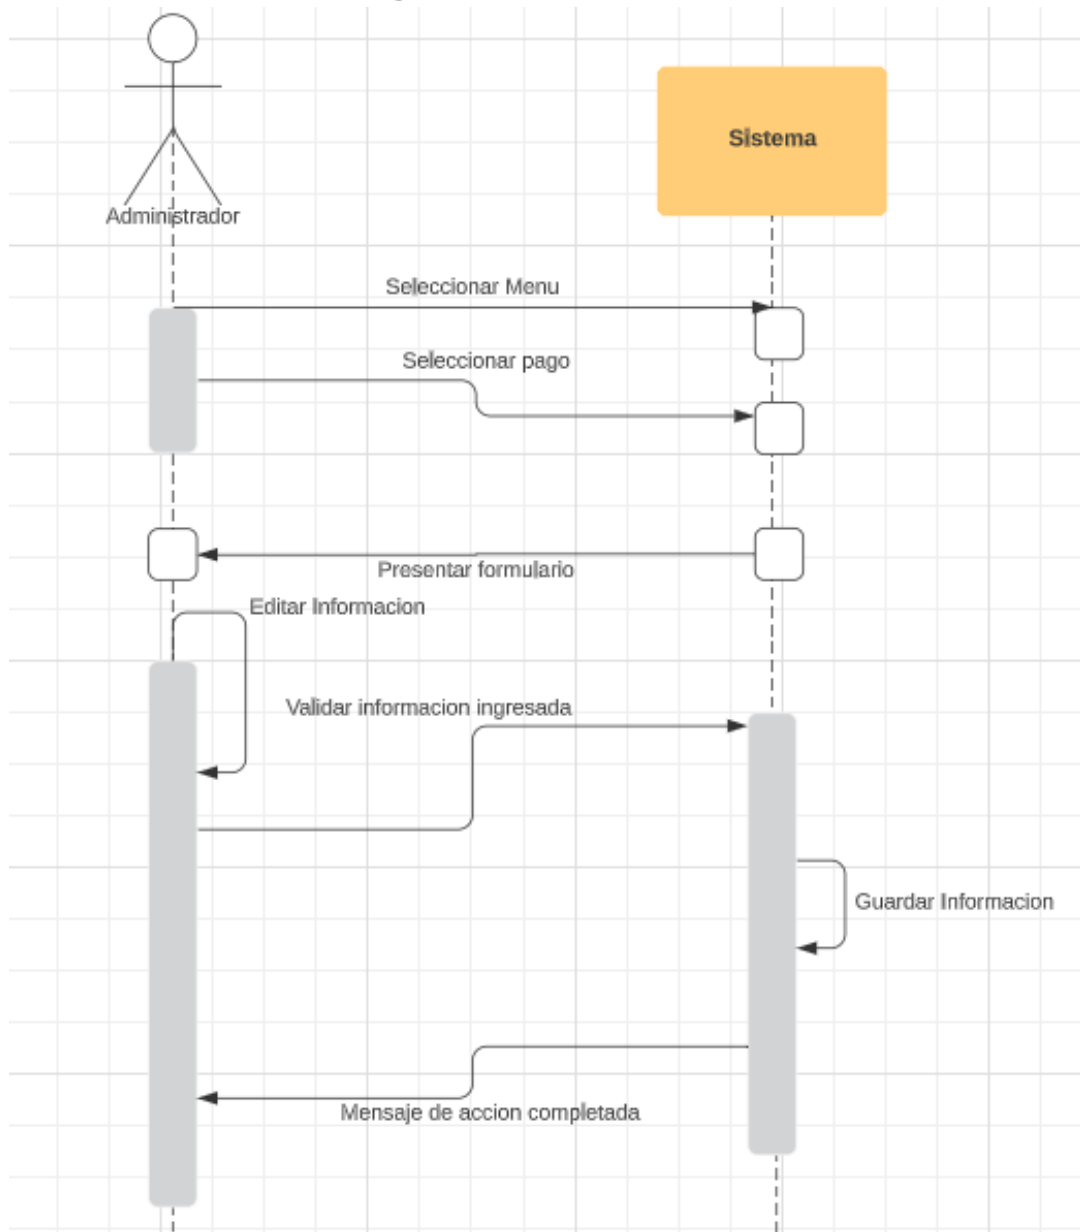 Sistema
Administrador
Seleccionar Menu
Seleccionar pago
Presentar formulario
Editar Informacion
Validar informacion ingresada
Guardar Informacion
Mensaje de accion completada